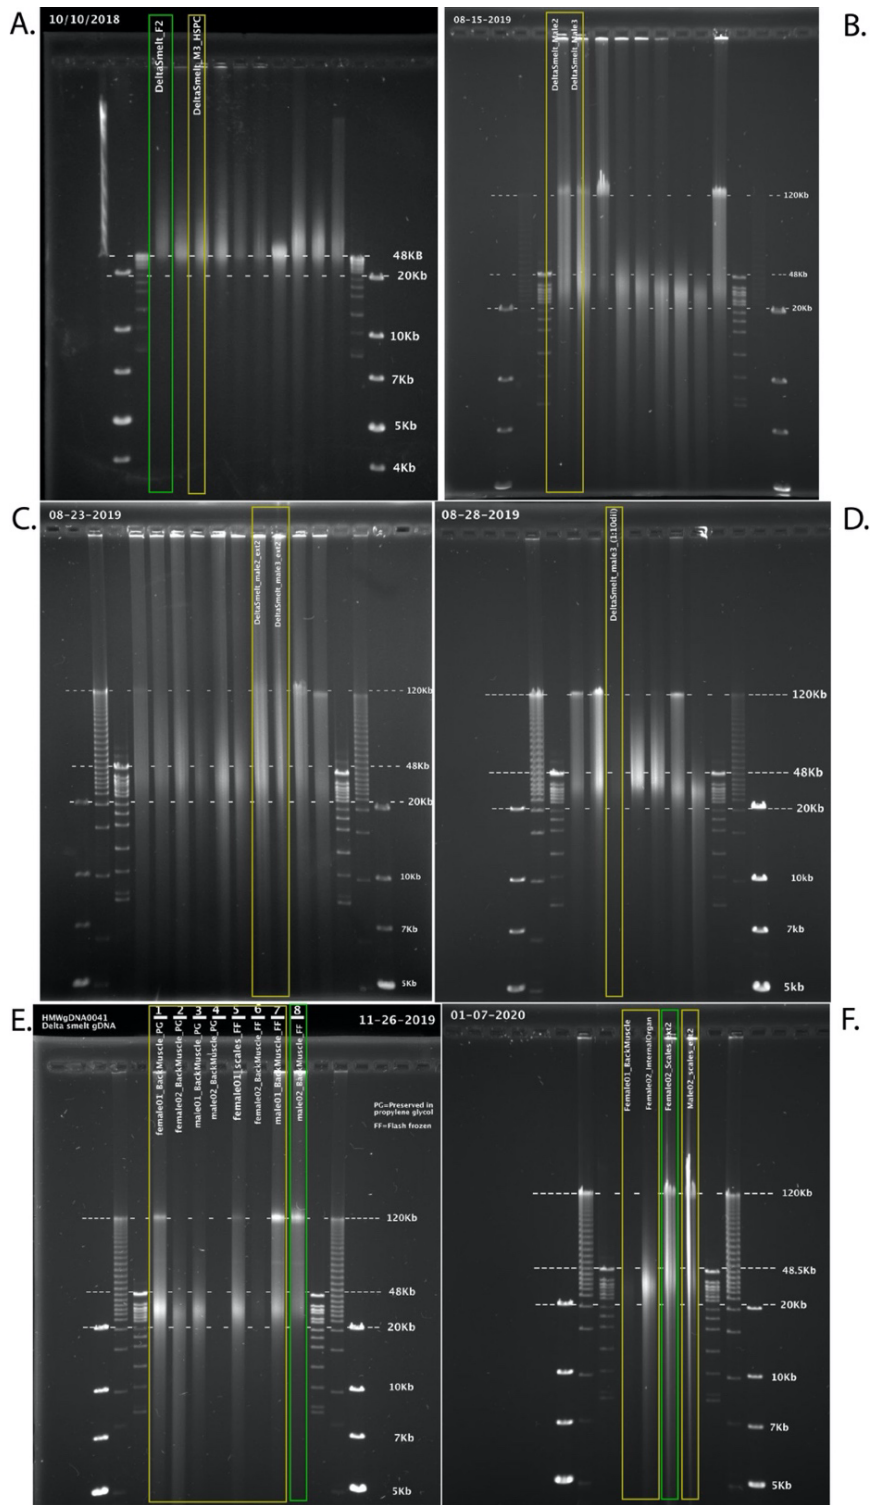 A.
10/10/2018
DeltaSmelt_F2
DeltaSmelt_M3_HSPC
48KB
20Kb
10Kb
7Kb
5Kb
4Kb
B.
08-15-2019
DeltaSmelt_Male2
DeltaSmelt_Male3
120Kb
48Kb
20Kb
C.
08-23-2019
DeltaSmelt_male2_ext2
DeltaSmelt_male3_ext2
120Kb
48Kb
20Kb
10Kb
7Kb
5Kb
D.
08-28-2019
DeltaSmelt_male3_(1:10dil)
120Kb
48Kb
20Kb
10kb
7kb
5kb
E.
HMWgDNA0041
Delta smelt gDNA
11-26-2019
1 2 3 4 5 6 7 8
female01_BackMuscle_PG
female02_BackMuscle_PG
male01_BackMuscle_PG
male02_BackMuscle_PG
female01_scales_FF
female02_BackMuscle_FF
male01_BackMuscle_FF
male02_BackMuscle_FF
PG=Preserved in
propylene glycol
FF=Flash frozen
120Kb
48Kb
20Kb
10Kb
7Kb
5Kb
F.
01-07-2020
Female01_BackMuscle
Female02_InternalOrgan
Female02_Scales_ext2
Male02_scales_ext2
120Kb
48.5Kb
20Kb
10Kb
7Kb
5Kb